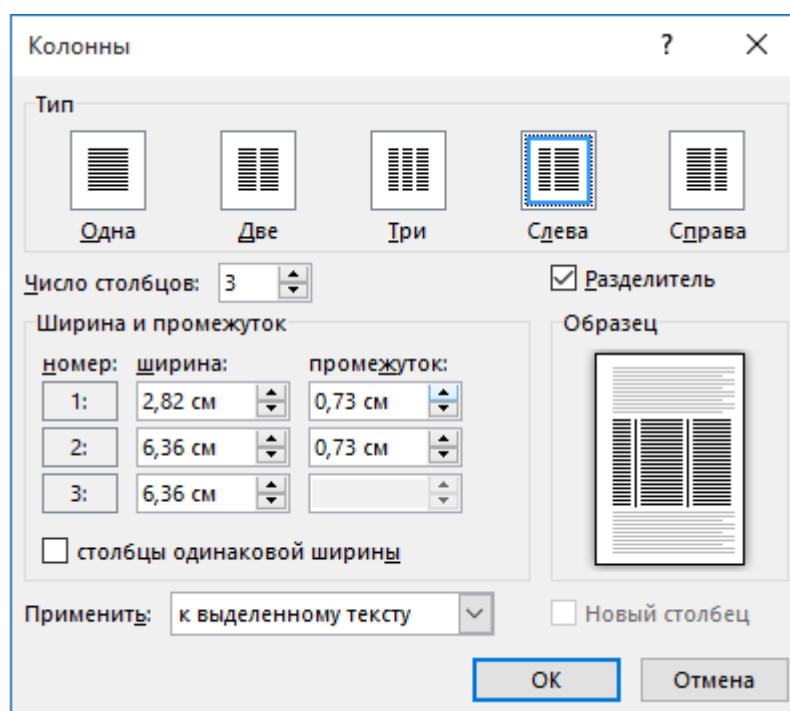 Колонны ?
Тип
Одна Две Три Слева Справа
Число столбцов: 3 Разделитель
Ширина и промежуток Образец
номер: ширина: промежуток:
1: 2,82 см 0,73 см
2: 6,36 см 0,73 см
3: 6,36 см
столбцы одинаковой ширины
Применить: к выделенному тексту Новый столбец
ОК Отмена